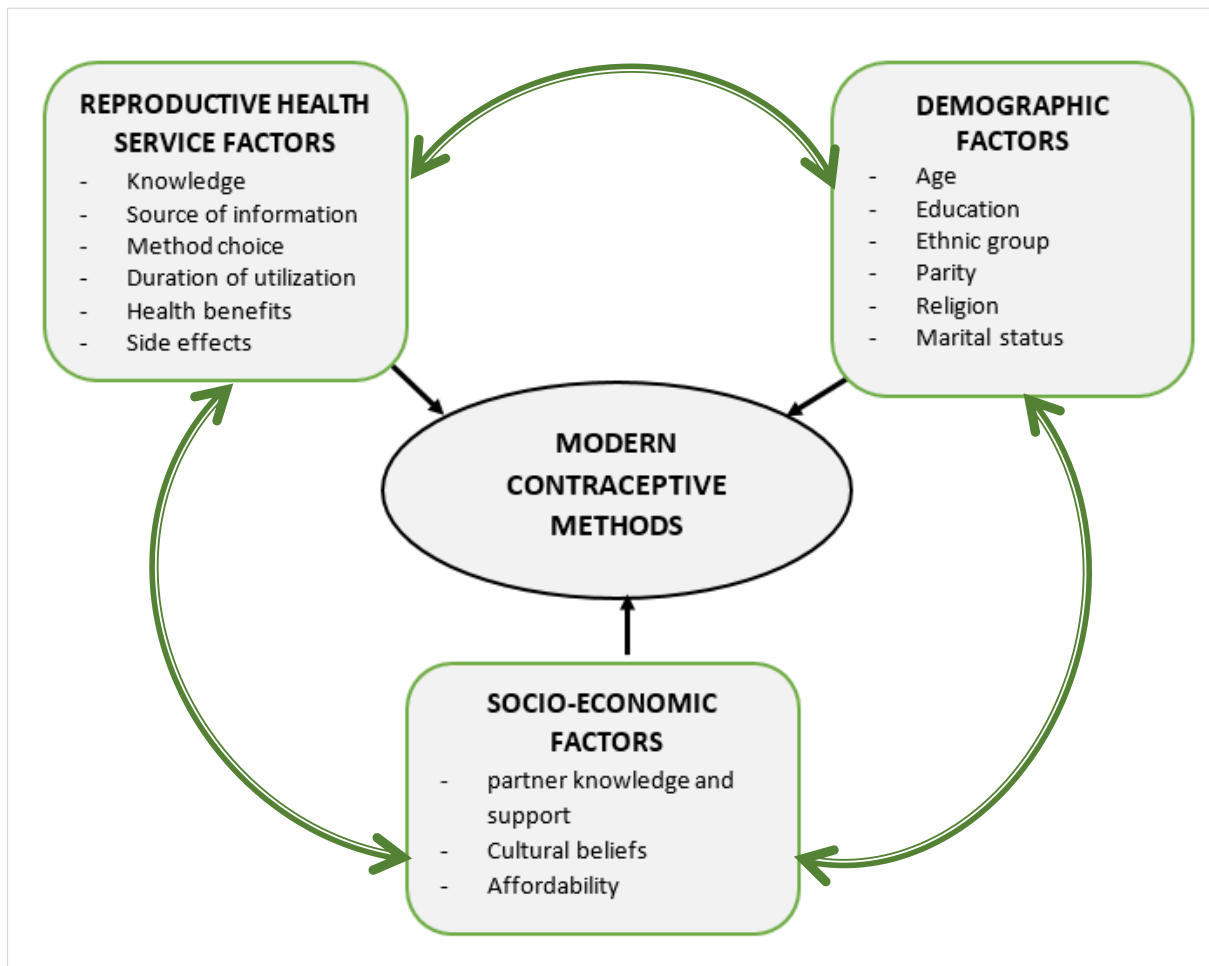 REPRODUCTIVE HEALTH
SERVICE FACTORS
- Knowledge
- Source of information
- Method choice
- Duration of utilization
- Health benefits
- Side effects
DEMOGRAPHIC
FACTORS
- Age
- Education
- Ethnic group
- Parity
- Religion
- Marital status
MODERN
CONTRACEPTIVE
METHODS
SOCIO-ECONOMIC
FACTORS
- partner knowledge and
support
- Cultural beliefs
- Affordability